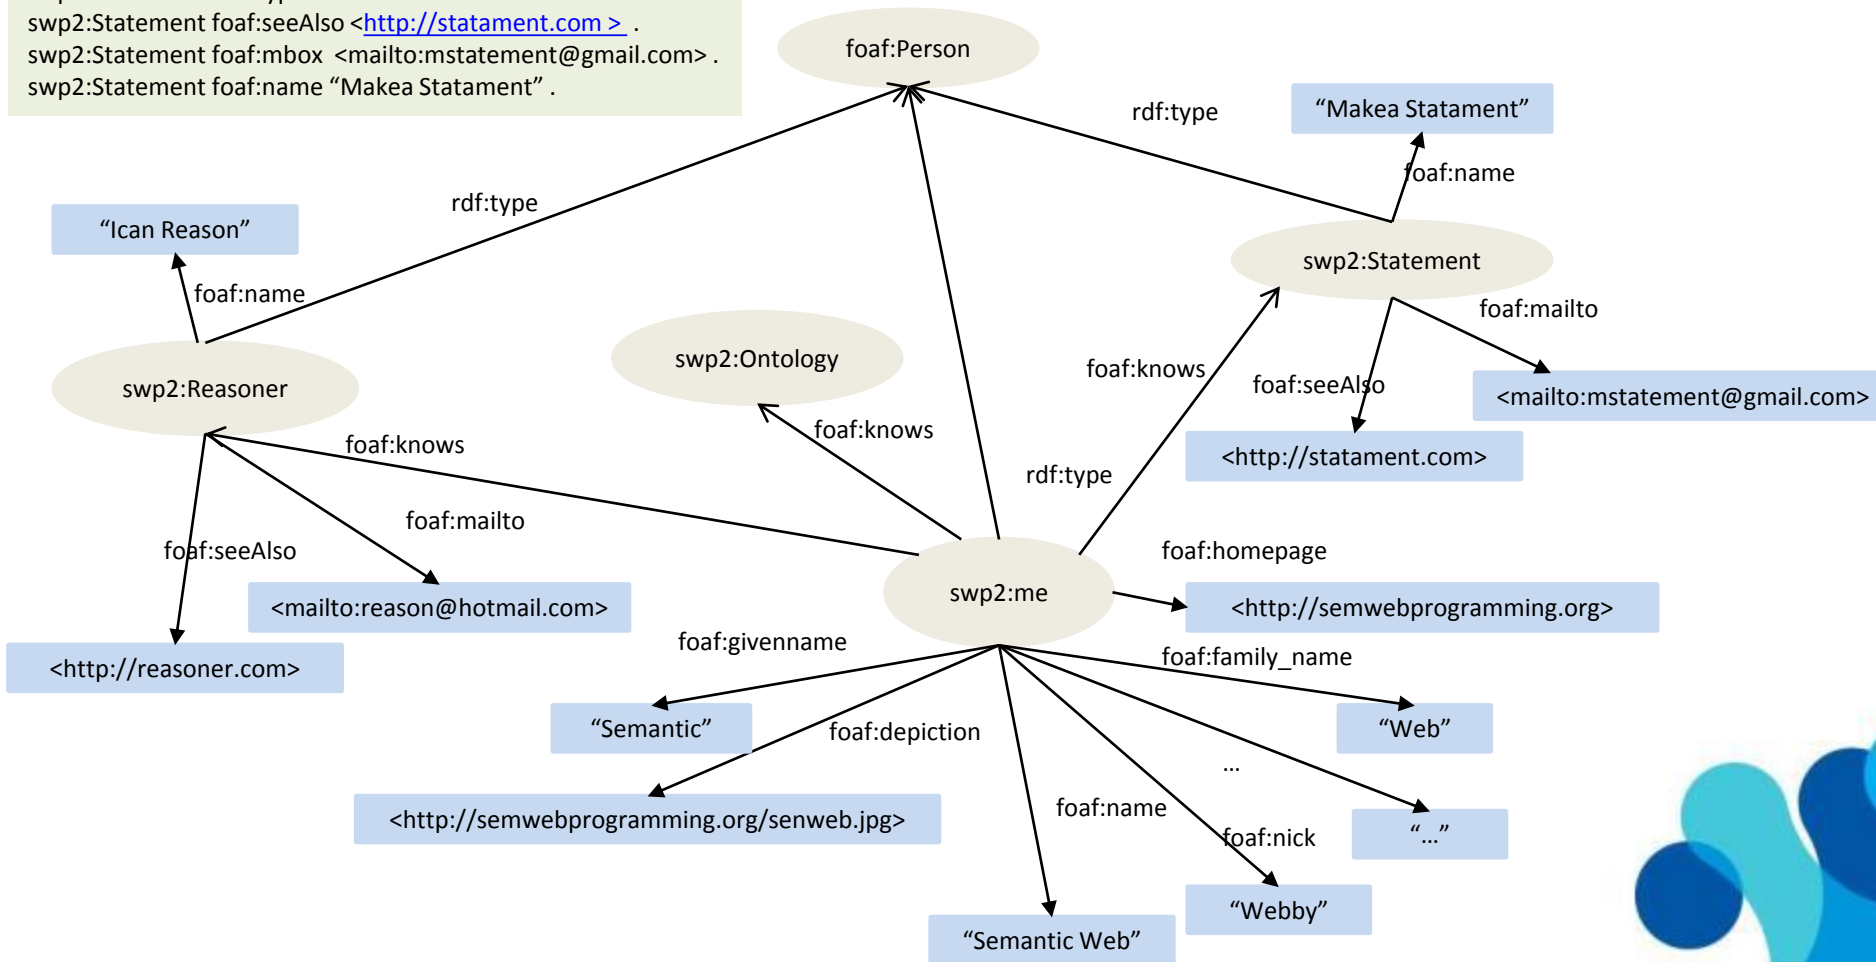 swp2:Statement foaf:seeAlso <http://statament.com > .
swp2:Statement foaf:mbox  <mailto:mstatement@gmail.com> .
swp2:Statement foaf:name “Makea Statament” .
foaf:Person
rdf:type
“Makea Statament”
foaf:name
rdf:type
“Ican Reason”
foaf:name
swp2:Statement
foaf:mailto
swp2:Ontology
foaf:knows
swp2:Reasoner
foaf:seeAlso
<mailto:mstatement@gmail.com>
foaf:knows
foaf:knows
<http://statament.com>
rdf:type
foaf:mailto
foaf:seeAlso
foaf:homepage
swp2:me
<mailto:reason@hotmail.com>
<http://semwebprogramming.org>
foaf:givenname
foaf:family_name
<http://reasoner.com>
“Semantic”
foaf:depiction
“Web”
...
foaf:name
<http://semwebprogramming.org/senweb.jpg>
foaf:nick
“...”
“Webby”
“Semantic Web”